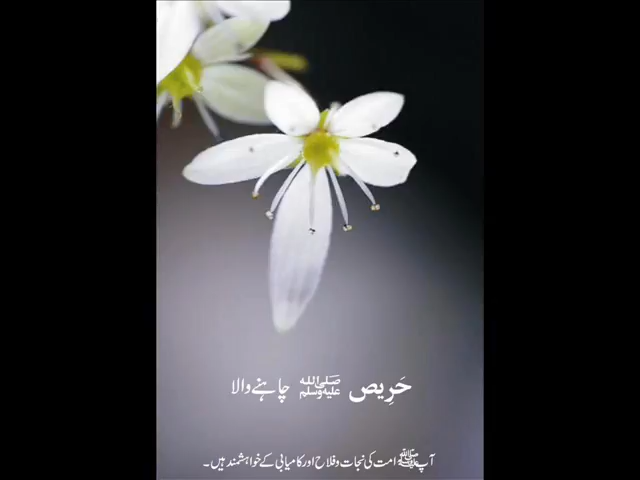 حَرِیص ﷺ چاہنے والا
آپ ﷺ امت کی نجات و فلاح اور کامیابی کے خواہشمند ہیں۔